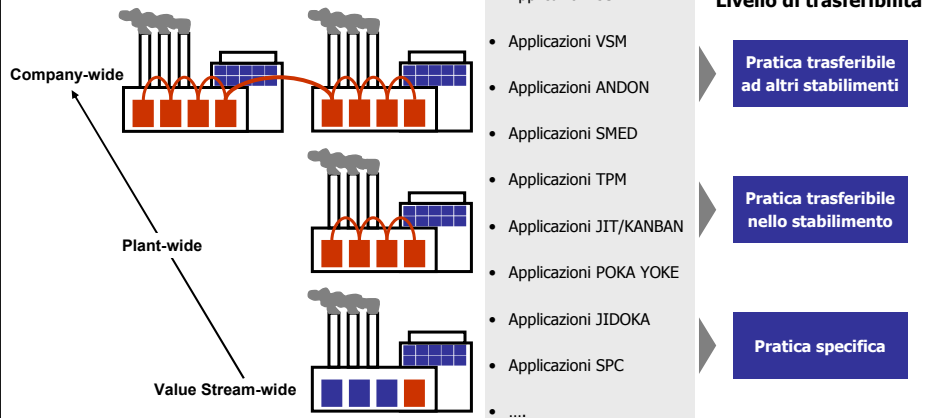 Livello di trasferibilità
Company-wide
Plant-wide
Value Stream-wide
• Applicazioni VSM
• Applicazioni ANDON
• Applicazioni SMED
• Applicazioni TPM
• Applicazioni JIT/KANBAN
• Applicazioni POKA YOKE
• Applicazioni JIDOKA
• Applicazioni SPC
• ....
Pratica trasferibile
ad altri stabilimenti
Pratica trasferibile
nello stabilimento
Pratica specifica